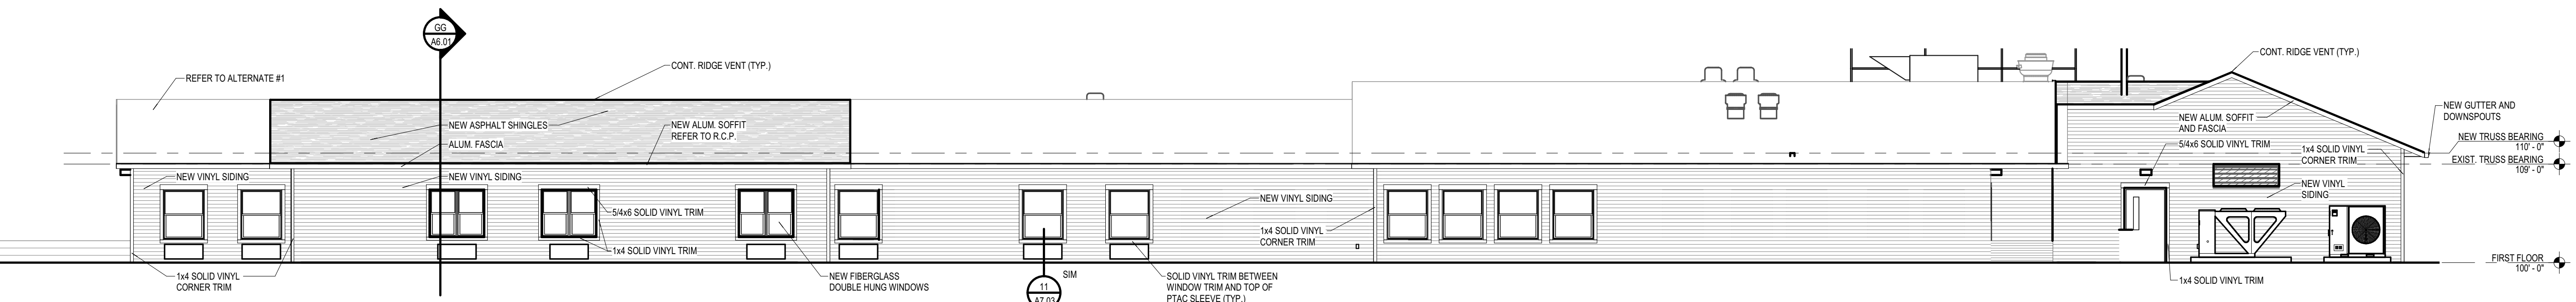 GG
A6.01
REFER TO ALTERNATE #1
CONT. RIDGE VENT (TYP.)
CONT. RIDGE VENT (TYP.)
NEW ASPHALT SHINGLES
NEW ALUM. SOFFIT
REFER TO R.C.P.
ALUM. FASCIA
NEW VINYL SIDING
NEW VINYL SIDING
5/4x6 SOLID VINYL TRIM
1x4 SOLID VINYL TRIM
1x4 SOLID VINYL
CORNER TRIM
NEW FIBERGLASS
DOUBLE HUNG WINDOWS
11
A7.03
SIM
SOLID VINYL TRIM BETWEEN
WINDOW TRIM AND TOP OF
PTAC SLEEVE (TYP.)
NEW VINYL SIDING
1x4 SOLID VINYL
CORNER TRIM
NEW ALUM. SOFFIT
AND FASCIA
5/4x6 SOLID VINYL TRIM
1x4 SOLID VINYL
CORNER TRIM
NEW VINYL
SIDING
1x4 SOLID VINYL TRIM
NEW GUTTER AND
DOWNSPOUTS
NEW TRUSS BEARING
110' - 0"
EXIST. TRUSS BEARING
109' - 0"
FIRST FLOOR
100' - 0"